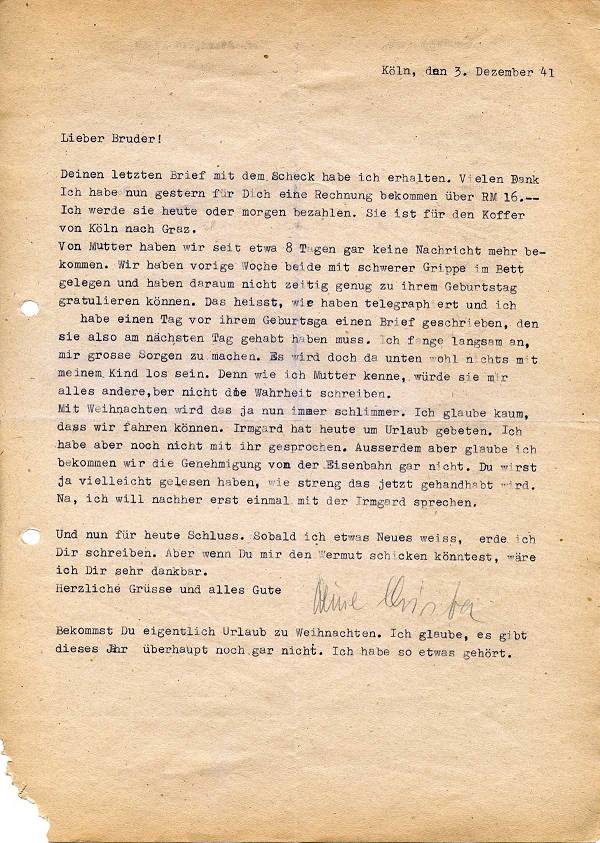 Köln, den 3. Dezember 41
Lieber Bruder!
Deinen letzten Brief mit dem Scheck habe ich erhalten. Vielen Dank
Ich habe nun gestern für Dich eine Rechnung bekommen über RM 16.--
Ich werde sie heute oder morgen bezahlen. Sie ist für den Koffer
von Köln nach Graz.
Von Mutter haben wir seit etwa 8 Tagen gar keine Nachricht mehr be-
kommen. Wir haben vorige Woche beide mit schwerer Grippe im Bett
gelegen und haben daraum nicht zeitig genug zu ihrem Geburtstag
gratulieren können. Das heisst, wir haben telegraphiert und ich
habe einen Tag vor ihrem Geburtsga einen Brief geschrieben, den
sie also am nächsten Tag gehabt haben muss. Ich fange langsam an,
mir grosse Sorgen zu machen. Es wird doch da unten wohl nichts mit
meinem Kind los sein. Denn wie ich Mutter kenne, würde sie mir
alles andere,ber nicht die Wahrheit schreiben.
Mit Weihnachten wird das ja nun immer schlimmer. Ich glaube kaum,
dass wir fahren können. Irmgard hat heute um Urlaub gebeten. Ich
habe aber noch nicht mit ihr gesprochen. Ausserdem aber glaube ich
bekommen wir die Genehmigung von der Eisenbahn gar nicht. Du wirst
ja vielleicht gelesen haben, wie streng das jetzt gehandhabt wird.
Na, ich will nachher erst einmal mit der Irmgard sprechen.
Und nun für heute Schluss. Sobald ich etwas Neues weiss, erde ich
Dir schreiben. Aber wenn Du mir den Wermut schicken könntest, wäre
ich Dir sehr dankbar.
Herzliche Grüsse und alles Gute
Deine Christa
Bekommst Du eigentlich Urlaub zu Weihnachten. Ich glaube, es gibt
dieses Jahr überhaupt noch gar nicht. Ich habe so etwas gehört.